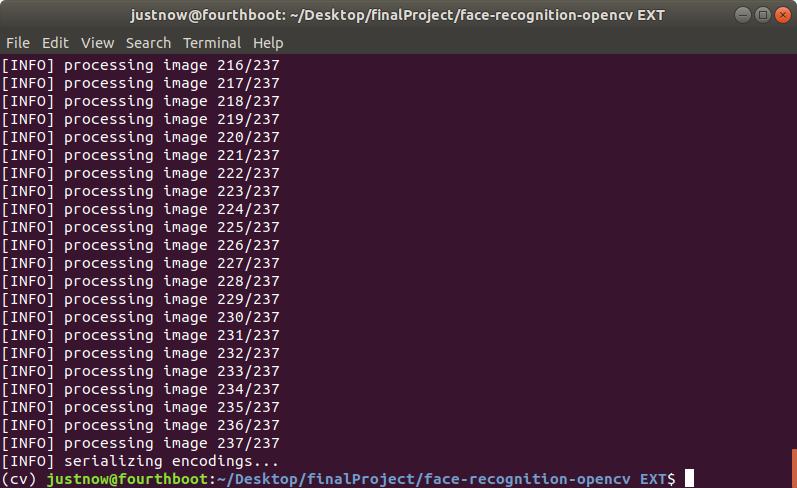 justnow@fourthboot: ~/Desktop/finalProject/face-recognition-opencv EXT
File Edit View Search Terminal Help
[INFO] processing image 216/237
[INFO] processing image 217/237
[INFO] processing image 218/237
[INFO] processing image 219/237
[INFO] processing image 220/237
[INFO] processing image 221/237
[INFO] processing image 222/237
[INFO] processing image 223/237
[INFO] processing image 224/237
[INFO] processing image 225/237
[INFO] processing image 226/237
[INFO] processing image 227/237
[INFO] processing image 228/237
[INFO] processing image 229/237
[INFO] processing image 230/237
[INFO] processing image 231/237
[INFO] processing image 232/237
[INFO] processing image 233/237
[INFO] processing image 234/237
[INFO] processing image 235/237
[INFO] processing image 236/237
[INFO] processing image 237/237
[INFO] serializing encodings...
(cv) justnow@fourthboot:~/Desktop/finalProject/face-recognition-opencv EXT$